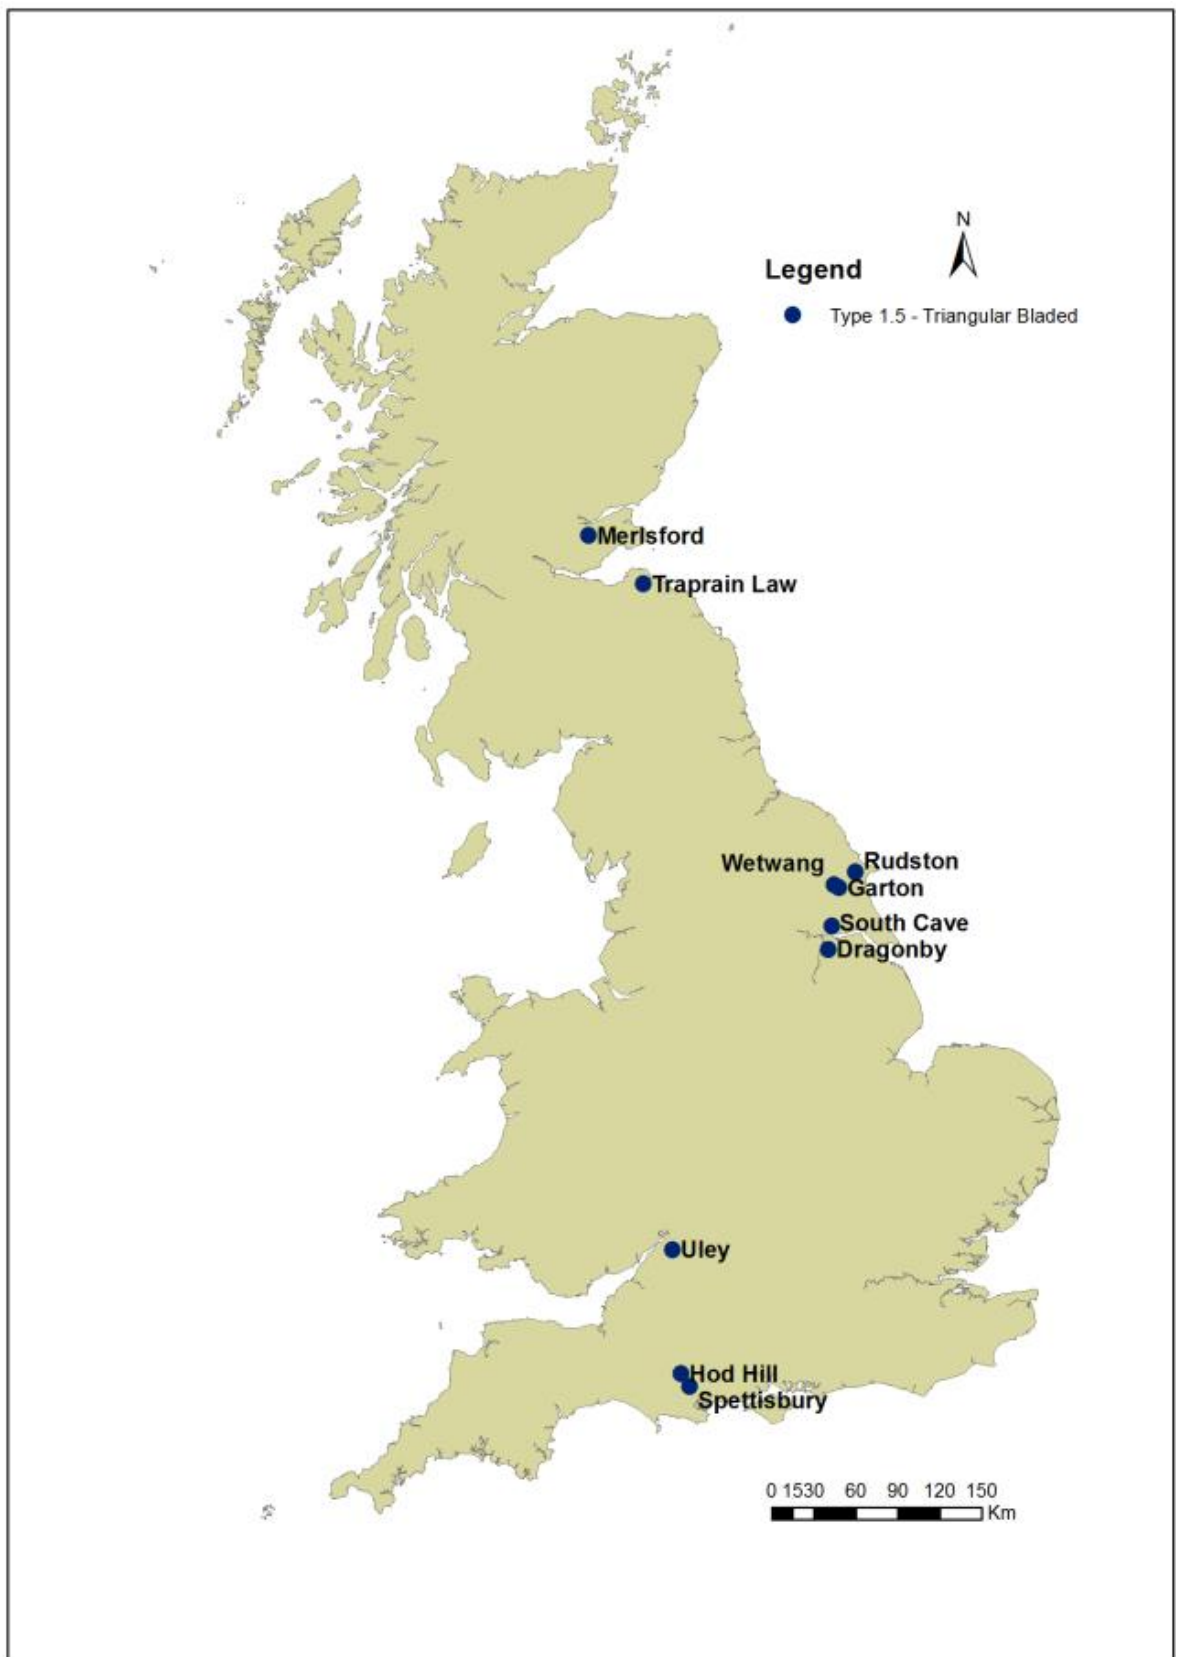 N
Legend
Type 1.5 - Triangular Bladed
Merlsford
Traprain Law
Rudston
Wetwang
Garton
South Cave
Dragonby
Uley
Hod Hill
Spettisbury
0 1530 60 90 120 150
Km